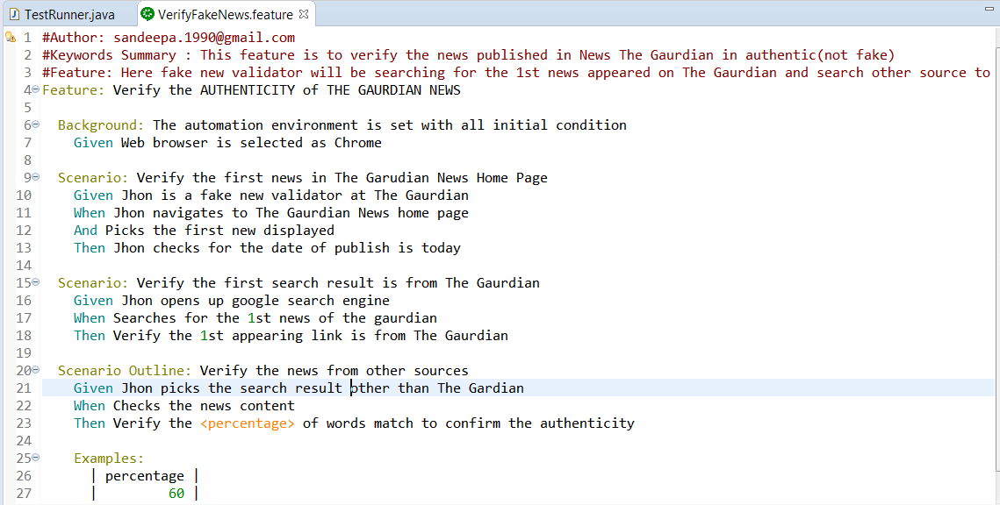 TestRunner.java VerifyFakeNews.feature
1 #Author: sandeepa.1990@gmail.com
2 #Keywords Summary : This feature is to verify the news published in News The Gaurdian in authentic(not fake)
3 #Feature: Here fake new validator will be searching for the 1st news appeared on The Gaurdian and search other source to
4 Feature: Verify the AUTHENTICITY of THE GAURDIAN NEWS
5
6 Background: The automation environment is set with all initial condition
7 Given Web browser is selected as Chrome
8
9 Scenario: Verify the first news in The Garudian News Home Page
10 Given Jhon is a fake new validator at The Gaurdian
11 When Jhon navigates to The Gaurdian News home page
12 And Picks the first new displayed
13 Then Jhon checks for the date of publish is today
14
15 Scenario: Verify the first search result is from The Gaurdian
16 Given Jhon opens up google search engine
17 When Searches for the 1st news of the gaurdian
18 Then Verify the 1st appearing link is from The Gaurdian
19
20 Scenario Outline: Verify the news from other sources
21 Given Jhon picks the search result other than The Gardian
22 When Checks the news content
23 Then Verify the <percentage> of words match to confirm the authenticity
24
25 Examples:
26 | percentage |
27 | 60 |